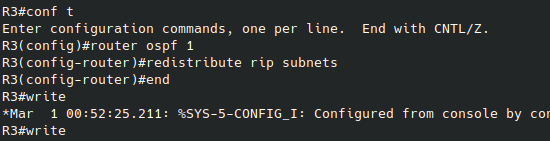 R3#conf t
Enter configuration commands, one per line.  End with CNTL/Z.
R3(config)#router ospf 1
R3(config-router)#redistribute rip subnets
R3(config-router)#end
R3#write
*Mar  1 00:52:25.211: %SYS-5-CONFIG_I: Configured from console by con
R3#write